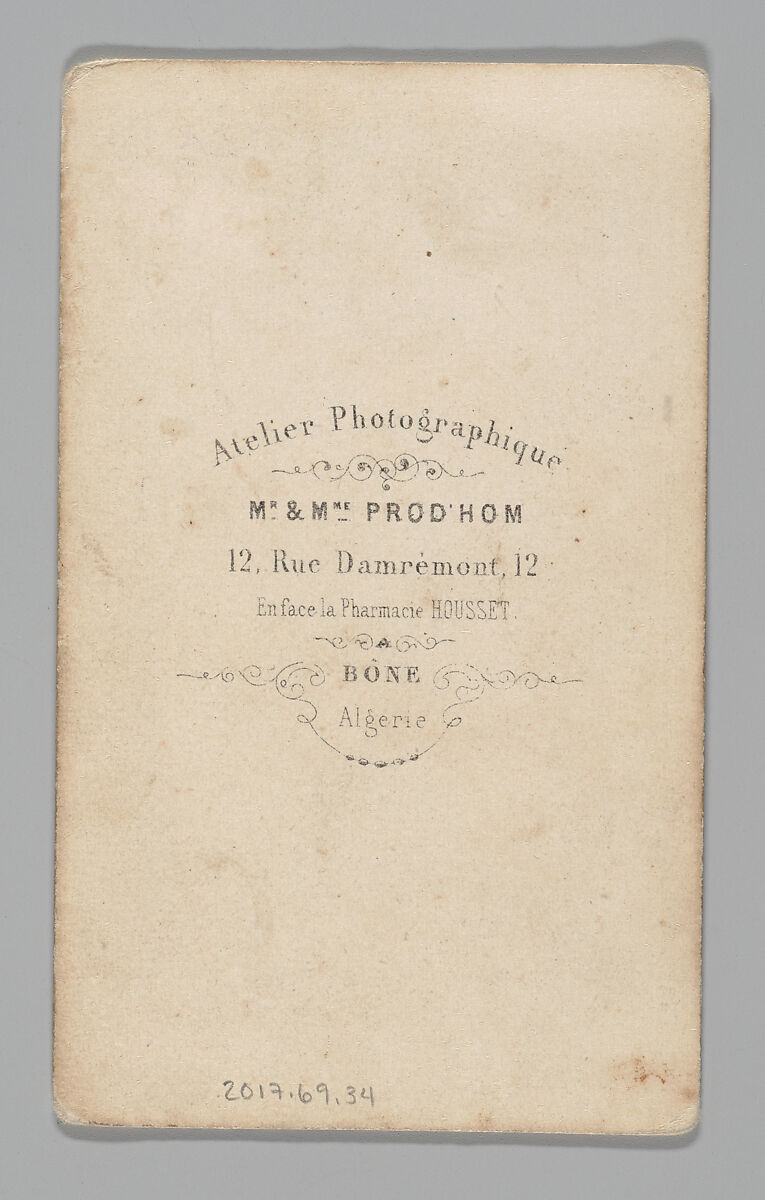 Atelier Photographique
MR & MME PROD'HOM
12, Rue Damrémont, 12
En face la Pharmacie HOUSSET.
A
BÔNE
Algerie
2017.69.34